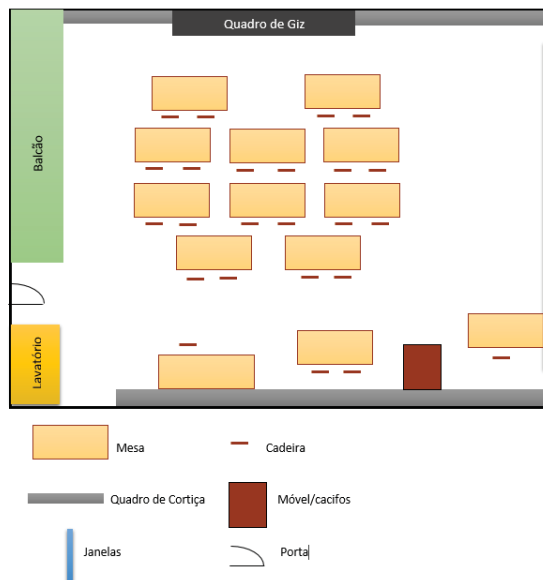 Quadro de Giz
Balcão
Lavatório
Mesa
Cadeira
Quadro de Cortiça
Móvel/cacifos
Janelas
Porta